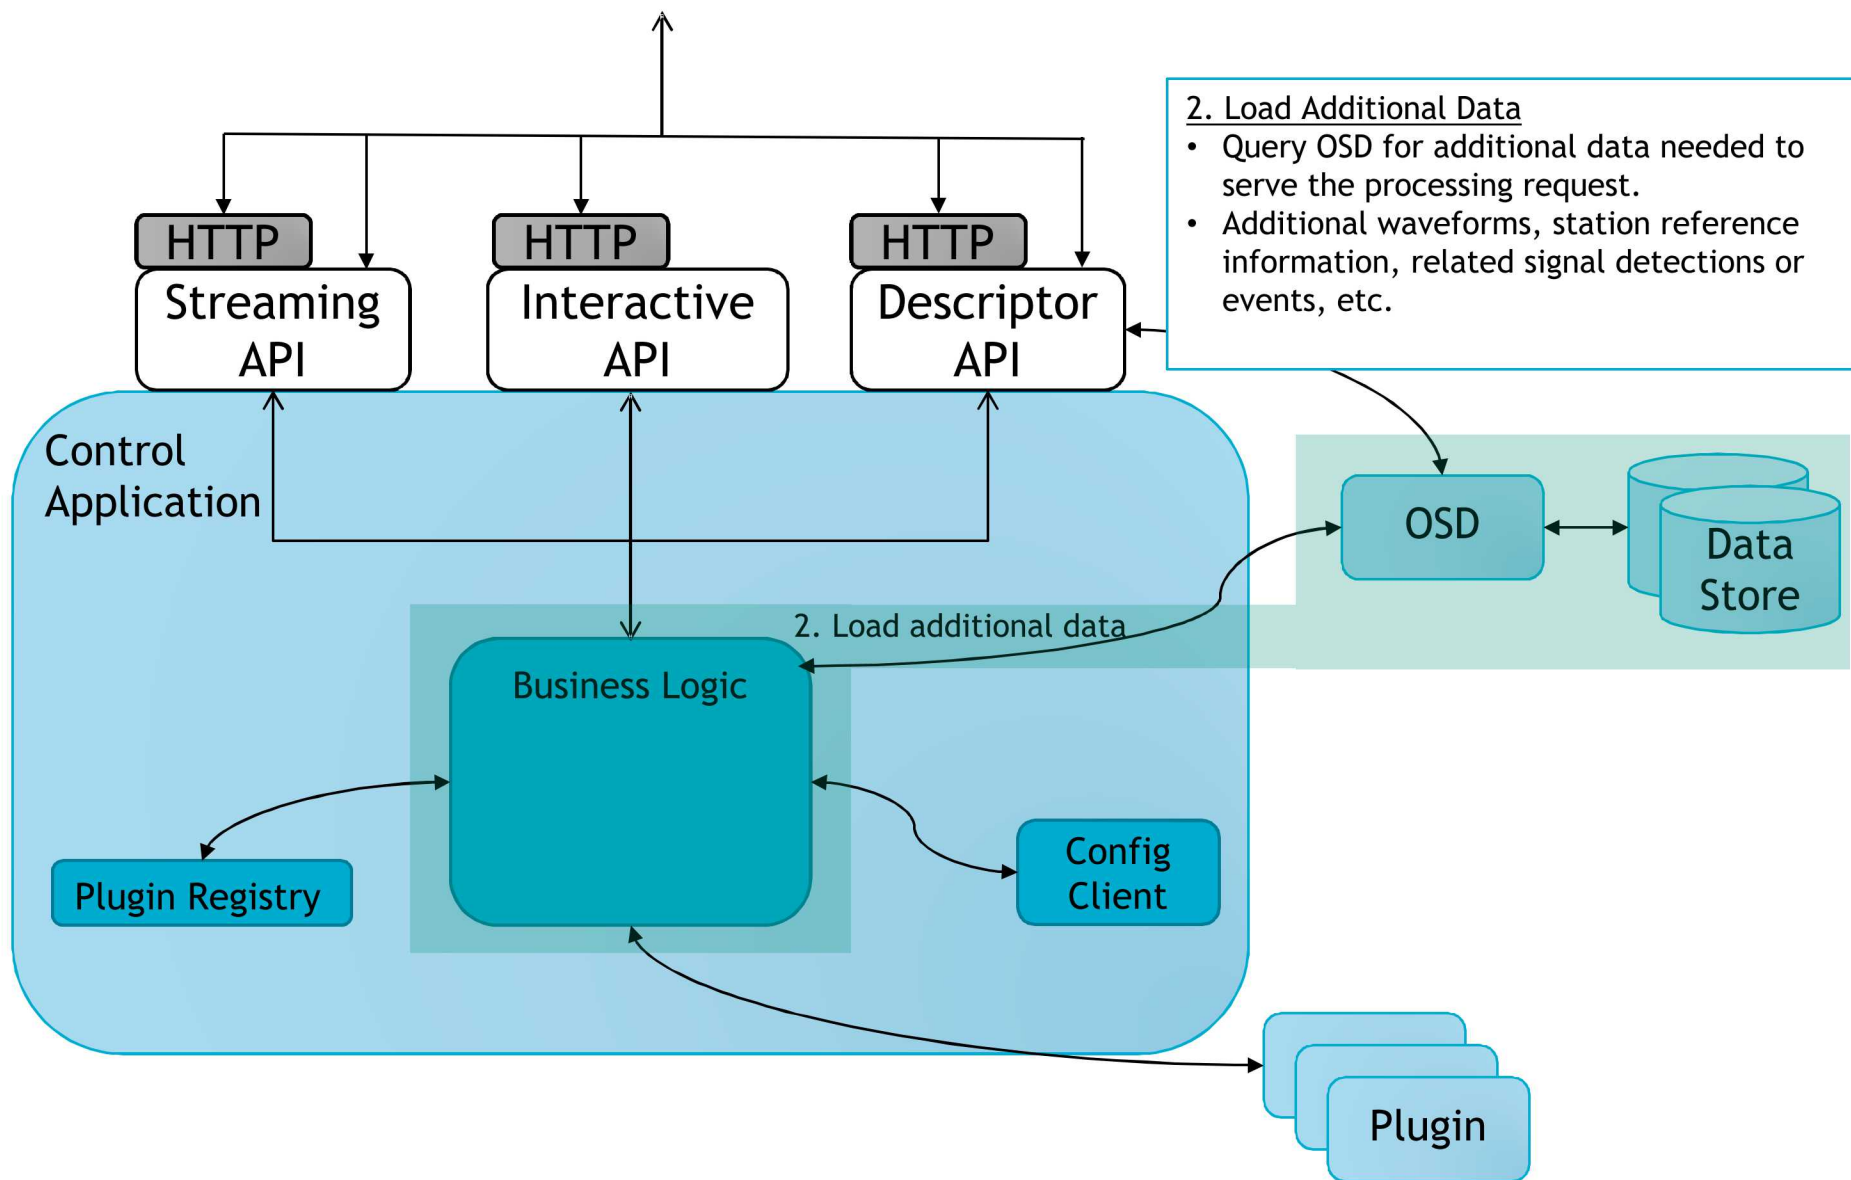 2. Load Additional Data
• Query OSD for additional data needed to
serve the processing request.
• Additional waveforms, station reference
information, related signal detections or
events, etc.
HTTP
HTTP
HTTP
Streaming
API
Interactive
API
Descriptor
API
Control
Application
OSD
Data
Store
2. Load additional data
Business Logic
Plugin Registry
Config
Client
Plugin